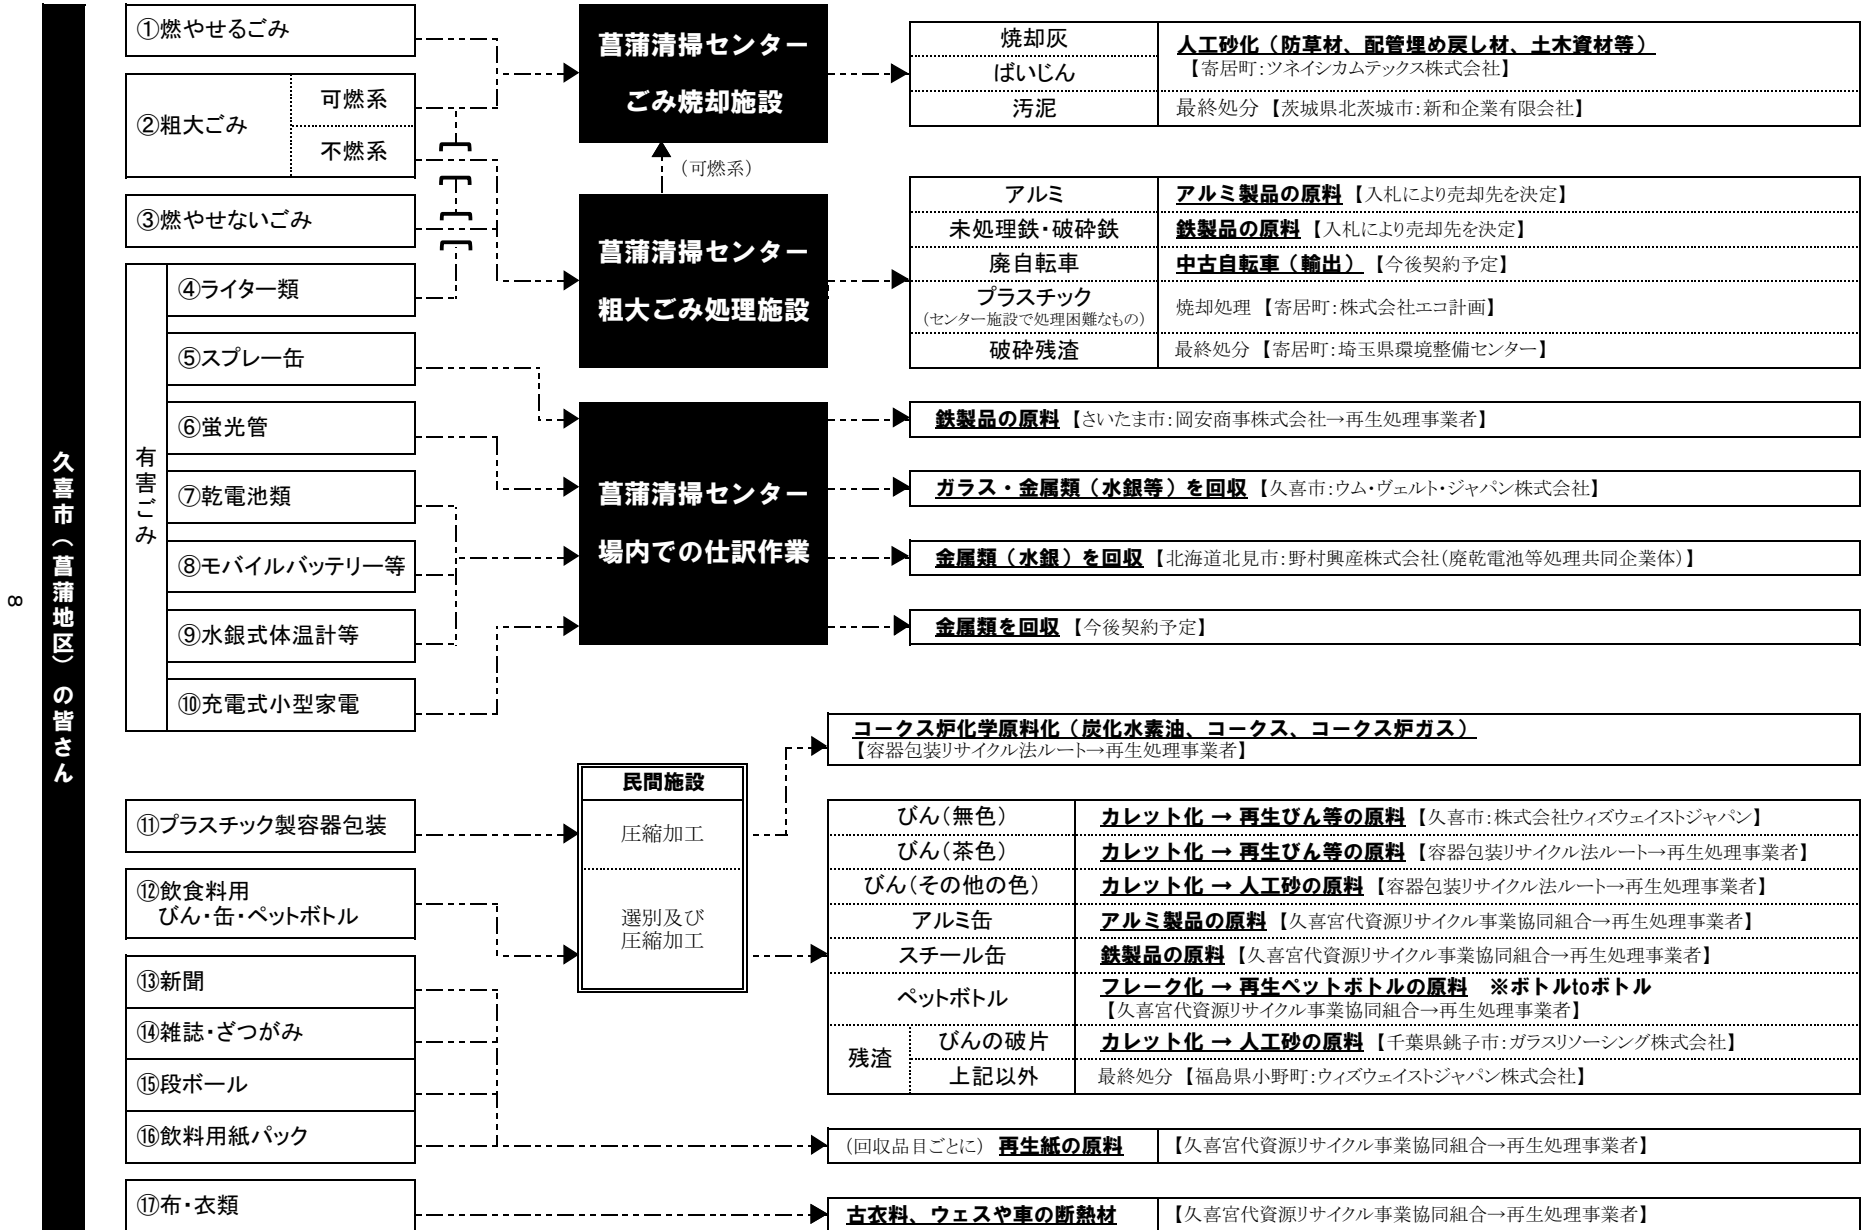 8
久喜市（菖蒲地区）の皆さん
①燃やせるごみ
②粗大ごみ
可燃系
不燃系
③燃やせないごみ
有害ごみ
④ライター類
⑤スプレー缶
⑥蛍光管
⑦乾電池類
⑧モバイルバッテリー等
⑨水銀式体温計等
⑩充電式小型家電
⑪プラスチック製容器包装
⑫飲食料用
びん・缶・ペットボトル
⑬新聞
⑭雑誌・ざつがみ
⑮段ボール
⑯飲料用紙パック
⑰布・衣類
菖蒲清掃センター
ごみ焼却施設
（可燃系）
菖蒲清掃センター
粗大ごみ処理施設
菖蒲清掃センター
場内での仕訳作業
民間施設
圧縮加工
選別及び
圧縮加工
焼却灰
ばいじん
人工砂化（防草材、配管埋め戻し材、土木資材等）
【寄居町：ツネイシカムテックス株式会社】
汚泥
最終処分【茨城県北茨城市：新和企業有限会社】
アルミ
アルミ製品の原料【入札により売却先を決定】
未処理鉄・破砕鉄
鉄製品の原料【入札により売却先を決定】
廃自転車
中古自転車（輸出）【今後契約予定】
プラスチック
（センター施設で処理困難なもの）
焼却処理【寄居町：株式会社エコ計画】
破砕残渣
最終処分【寄居町：埼玉県環境整備センター】
鉄製品の原料【さいたま市：岡安商事株式会社→再生処理事業者】
ガラス・金属類（水銀等）を回収【久喜市：ウム・ヴェルト・ジャパン株式会社】
金属類（水銀）を回収【北海道北見市：野村興産株式会社（廃乾電池等処理共同企業体）】
金属類を回収【今後契約予定】
コークス炉化学原料化（炭化水素油、コークス、コークス炉ガス）
【容器包装リサイクル法ルート→再生処理事業者】
びん（無色）
カレット化 → 再生びん等の原料【久喜市：株式会社ウィズウェイストジャパン】
びん（茶色）
カレット化 → 再生びん等の原料【容器包装リサイクル法ルート→再生処理事業者】
びん（その他の色）
カレット化 → 人工砂の原料【容器包装リサイクル法ルート→再生処理事業者】
アルミ缶
アルミ製品の原料【久喜宮代資源リサイクル事業協同組合→再生処理事業者】
スチール缶
鉄製品の原料【久喜宮代資源リサイクル事業協同組合→再生処理事業者】
ペットボトル
フレーク化 → 再生ペットボトルの原料　※ボトルtoボトル
【久喜宮代資源リサイクル事業協同組合→再生処理事業者】
残渣
びんの破片
カレット化 → 人工砂の原料【千葉県銚子市：ガラスリソーシング株式会社】
上記以外
最終処分【福島県小野町：ウィズウェイストジャパン株式会社】
（回収品目ごとに）再生紙の原料
【久喜宮代資源リサイクル事業協同組合→再生処理事業者】
古衣料、ウェスや車の断熱材
【久喜宮代資源リサイクル事業協同組合→再生処理事業者】